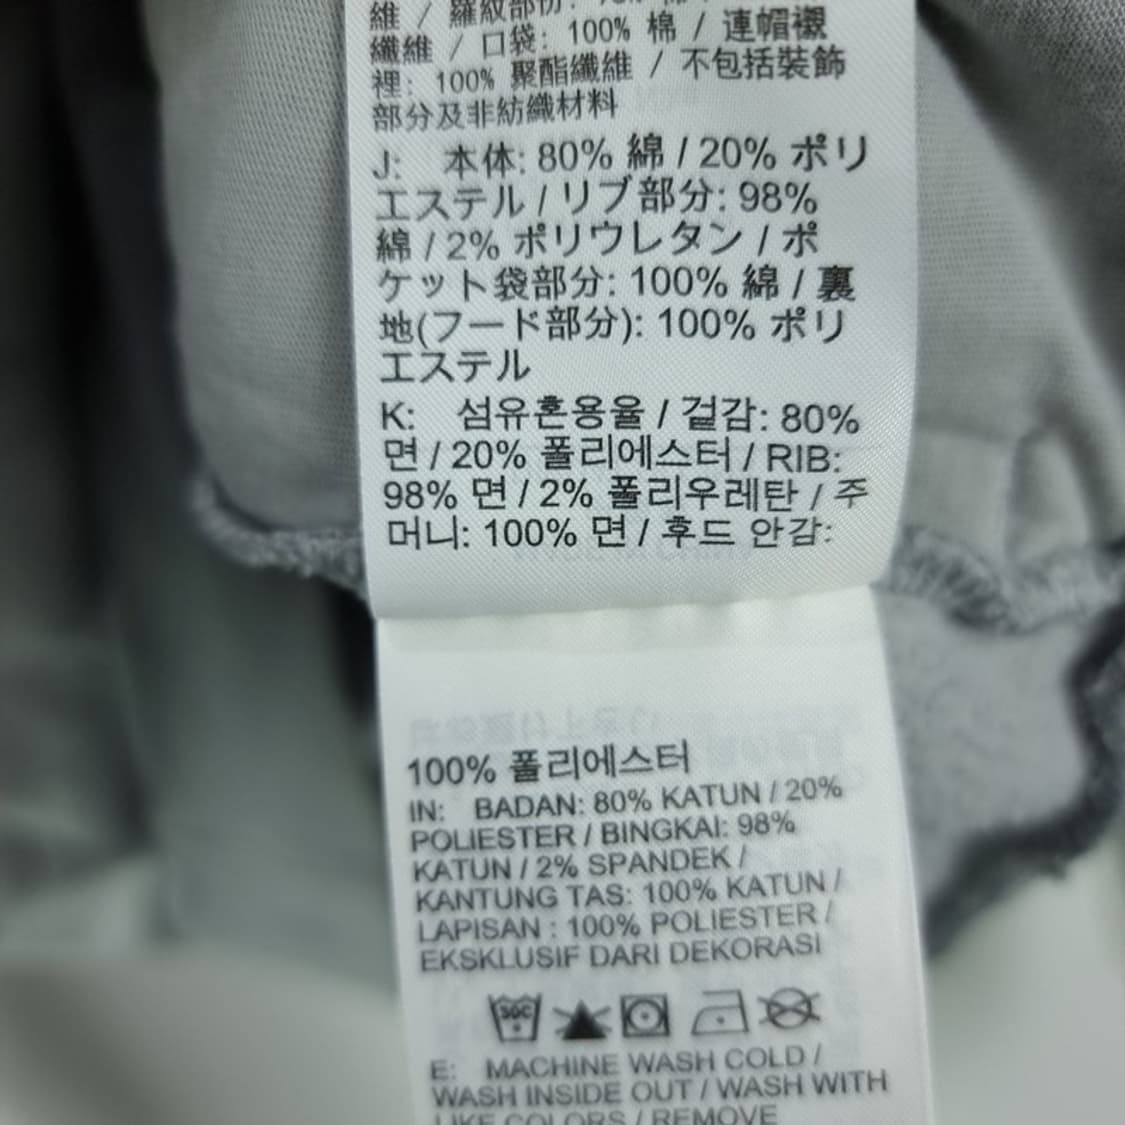 維 / 羅紋部份:
纖維 / 口袋: 100% 棉 / 連帽襯
裡: 100% 聚酯纖維 / 不包括裝飾
部分及非紡織材料
J: 本体: 80% 綿 / 20% ポリ
エステル / リブ部分: 98%
綿 / 2% ポリウレタン / ポ
ケット袋部分: 100% 綿 / 裏
地(フード部分): 100% ポリ
エステル
K: 섬유혼용율 / 겉감: 80%
면 / 20% 폴리에스터 / RIB:
98% 면 / 2% 폴리우레탄 / 주
머니: 100% 면 / 후드 안감:
100% 폴리에스터
IN: BADAN: 80% KATUN / 20%
POLIESTER / BINGKAI: 98%
KATUN / 2% SPANDEK /
KANTUNG TAS: 100% KATUN /
LAPISAN : 100% POLIESTER /
EKSKLUSIF DARI DEKORASI
E: MACHINE WASH COLD /
WASH INSIDE OUT / WASH WITH
LIKE COLORS / REMOVE